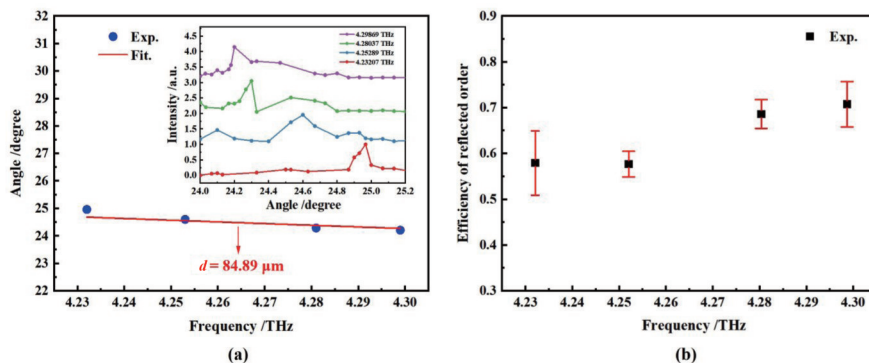 32
31
30
29
28
27
26
25
24
23
22
Angle /degree
Exp.
Fit.
4.5
4.0
3.5
3.0
2.5
2.0
1.5
1.0
0.5
0.0
Intensity /a.u.
4.29869 THz
4.28037 THz
4.25289 THz
4.23207 THz
24.0 24.2 24.4 24.6 24.8 25.0 25.2
Angle /degree
d = 84.89 μm
4.23 4.24 4.25 4.26 4.27 4.28 4.29 4.30
Frequency /THz
(a)
0.9
0.8
0.7
0.6
0.5
0.4
0.3
Efficiency of reflected order
Exp.
4.23 4.24 4.25 4.26 4.27 4.28 4.29 4.30
Frequency /THz
(b)